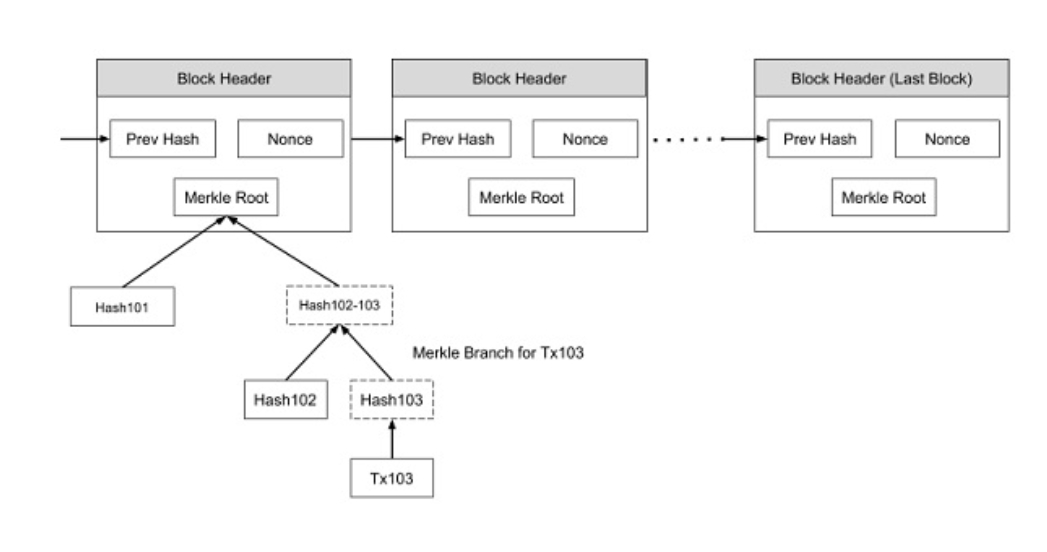 Block Header
Block Header
Block Header (Last Block)
Prev Hash
Nonce
Prev Hash
Nonce
Prev Hash
Nonce
Merkle Root
Merkle Root
Merkle Root
Hash101
Hash102-103
Merkle Branch for Tx103
Hash102
Hash103
Tx103